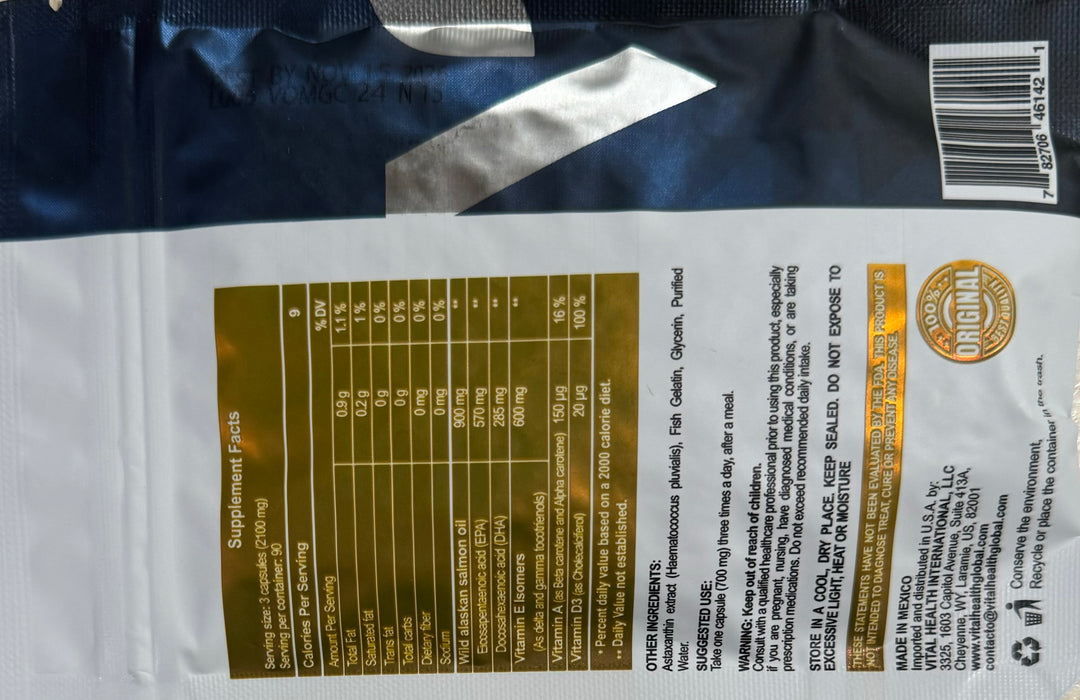 BEST BY NOV 15 202
VOMGC 24 N 15
Supplement Facts
Serving size: 3 capsules (2100 mg)
Serving per container: 90
Calories Per Serving 9
Amount Per Serving % DV
Total Fat 0.9 g 1.1 %
Saturated fat 0.2 g 1 %
Trans fat 0 g 0 %
Total carbs 0 g 0 %
Dietary fiber 0 mg 0 %
Sodium 0 mg 0 %
Wild alaskan salmon oil 900 mg **
Eicosapentaenoic acid (EPA) 570 mg **
Docosahexaenoic acid (DHA) 285 mg **
Vitamin E Isomers 600 mg **
(As delta and gamma tocotrienols)
Vitamin A (as Beta carotene and Alpha carotene) 150 µg 16 %
Vitamin D3 (as Cholecalciferol) 20 µg 100 %
* Percent daily value based on a 2000 calorie diet.
** Daily Value not established.
OTHER INGREDIENTS:
Astaxanthin extract (Haematococcus pluvialis), Fish Gelatin, Glycerin, Purified
Water.
SUGGESTED USE:
Take one capsule (700 mg) three times a day, after a meal.
WARNING: Keep out of reach of children.
Consult with a qualified healthcare professional prior to using this product, especially
if you are pregnant, nursing, have diagnosed medical conditions, or are taking
prescription medications. Do not exceed recommended daily intake.
STORE IN A COOL, DRY PLACE. KEEP SEALED. DO NOT EXPOSE TO
EXCESSIVE LIGHT, HEAT OR MOISTURE
THESE STATEMENTS HAVE NOT BEEN EVALUATED BY THE FDA, THIS PRODUCT IS
NOT INTENDED TO DIAGNOSE TREAT, CURE OR PREVENT ANY DISEASE.
MADE IN MEXICO
Imported and distributed in U.S.A. by:
VITAL HEALTH INTERNATIONAL, LLC
3325, 1603 Capitol Avenue, Suite 413A,
Cheyenne, WY, Laramie, US, 82001
www.vitalhealthglobal.com
contacto@vitalhealthglobal.com
Conserve the environment,
Recycle or place the container in the trash.
100%
ORIGINAL
BEST QUALITY
7 82706 46142 1